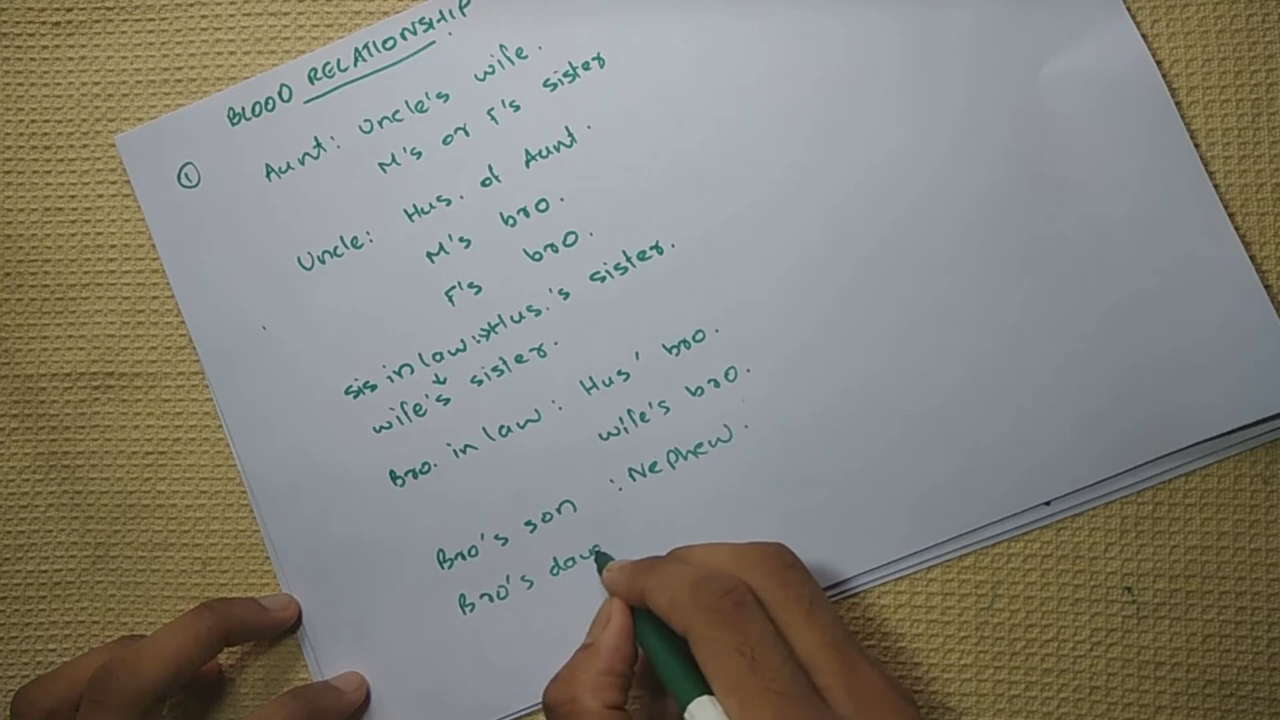 BLOOD RELATIONSHIP.
① Aunt: Uncle's wife.
M's or F's sister
Uncle: Hus. of Aunt.
M's bro.
F's bro.
sis in law: Hus.'s sister.
wife's sister.
Bro. in law: Hus' bro.
wife's bro.
Bro's son : Nephew.
Bro's daug